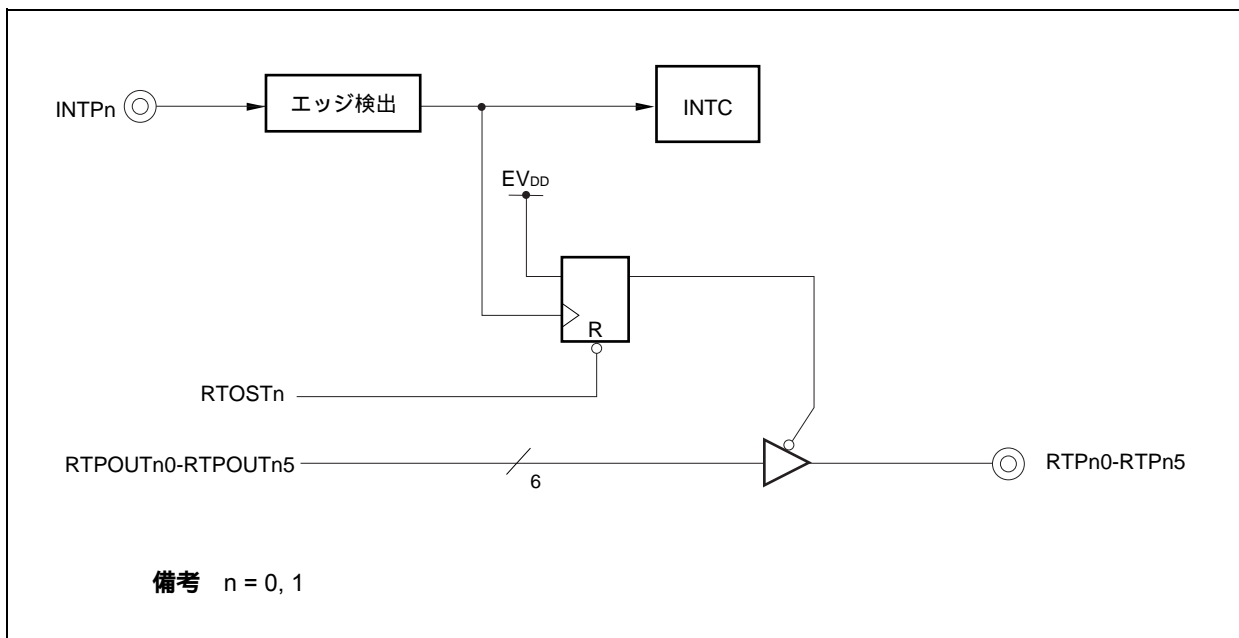 INTPn
エッジ検出
INTC
EVDD
R
RTOSTn
RTPOUTn0-RTPOUTn5
6
RTPn0-RTPn5
備考 n = 0, 1